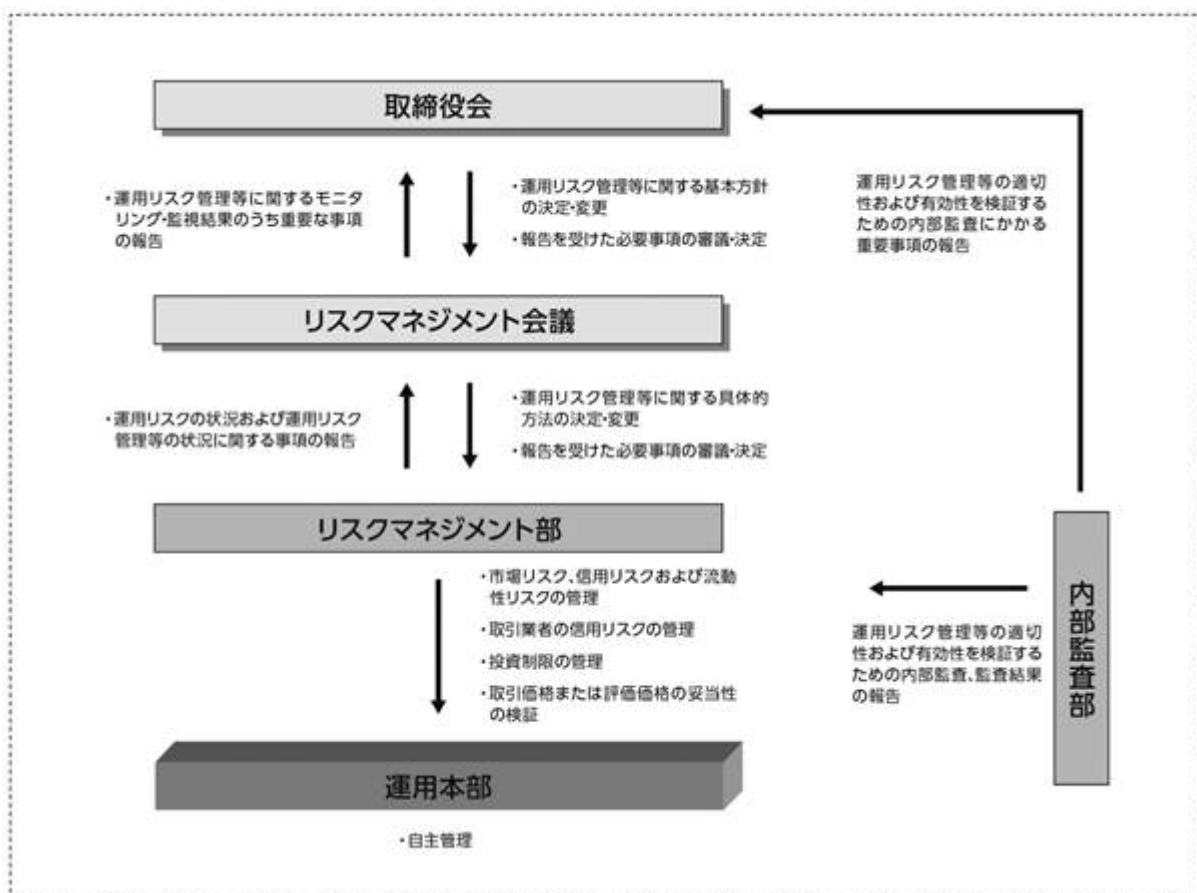 取締役会
・運用リスク管理等に関するモニタ
リング・監視結果のうち重要な事項
の報告
・運用リスク管理等に関する基本方針
の決定・変更
・報告を受けた必要事項の審議・決定
運用リスク管理等の適切
性および有効性を検証する
ための内部監査にかかる
重要事項の報告
リスクマネジメント会議
・運用リスクの状況および運用リスク
管理等の状況に関する事項の報告
・運用リスク管理等に関する具体的
方法の決定・変更
・報告を受けた必要事項の審議・決定
リスクマネジメント部
・市場リスク、信用リスクおよび流動
性リスクの管理
・取引業者の信用リスクの管理
・投資制限の管理
・取引価格または評価価格の妥当性
の検証
運用リスク管理等の適切
性および有効性を検証する
ための内部監査、監査結果
の報告
内部監査部
運用本部
・自主管理